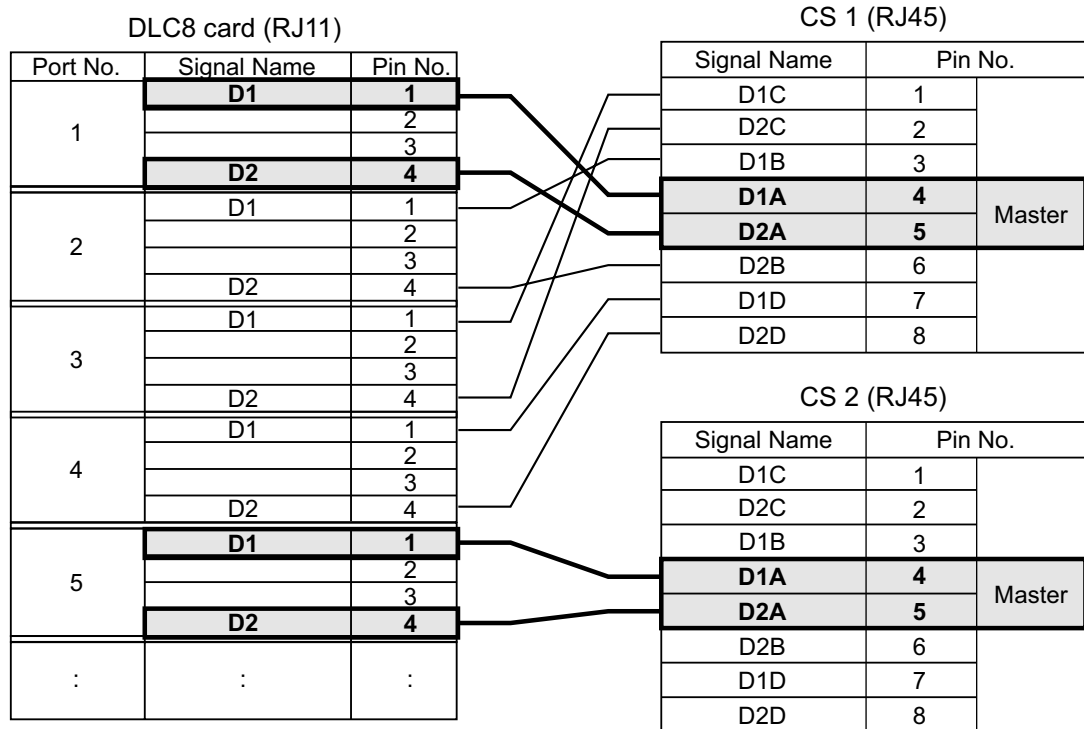 DLC8 card (RJ11)
Port No. Signal Name Pin No.
1 D1 1
2
3
D2 4
2 D1 1
2
3
D2 4
3 D1 1
2
3
D2 4
4 D1 1
2
3
D2 4
5 D1 1
2
3
D2 4
: : :
CS 1 (RJ45)
Signal Name Pin No.
D1C 1
D2C 2
D1B 3
D1A 4 Master
D2A 5
D2B 6
D1D 7
D2D 8
CS 2 (RJ45)
Signal Name Pin No.
D1C 1
D2C 2
D1B 3
D1A 4 Master
D2A 5
D2B 6
D1D 7
D2D 8